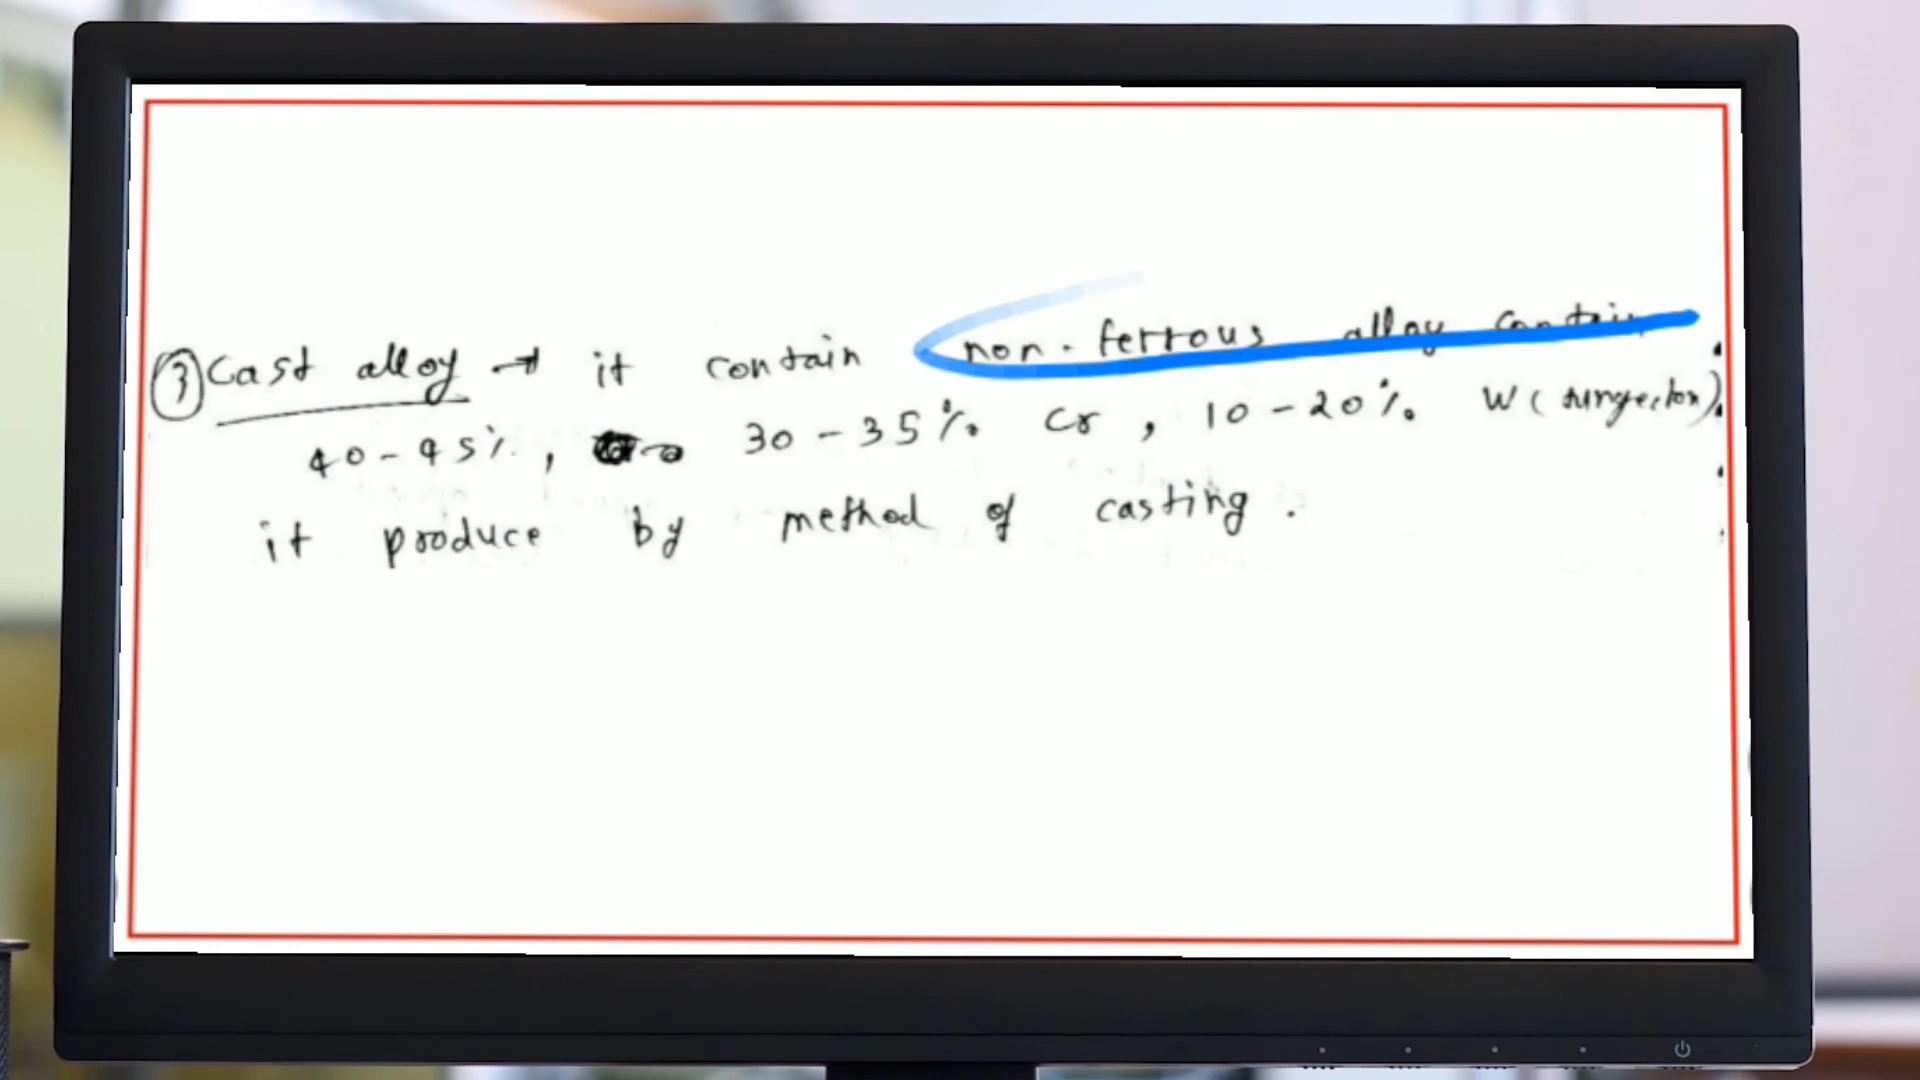 ③ Cast alloy → it contain non-ferrous alloy contain
40-45%, 30-35% Cr, 10-20% W(
it produce by method of casting.